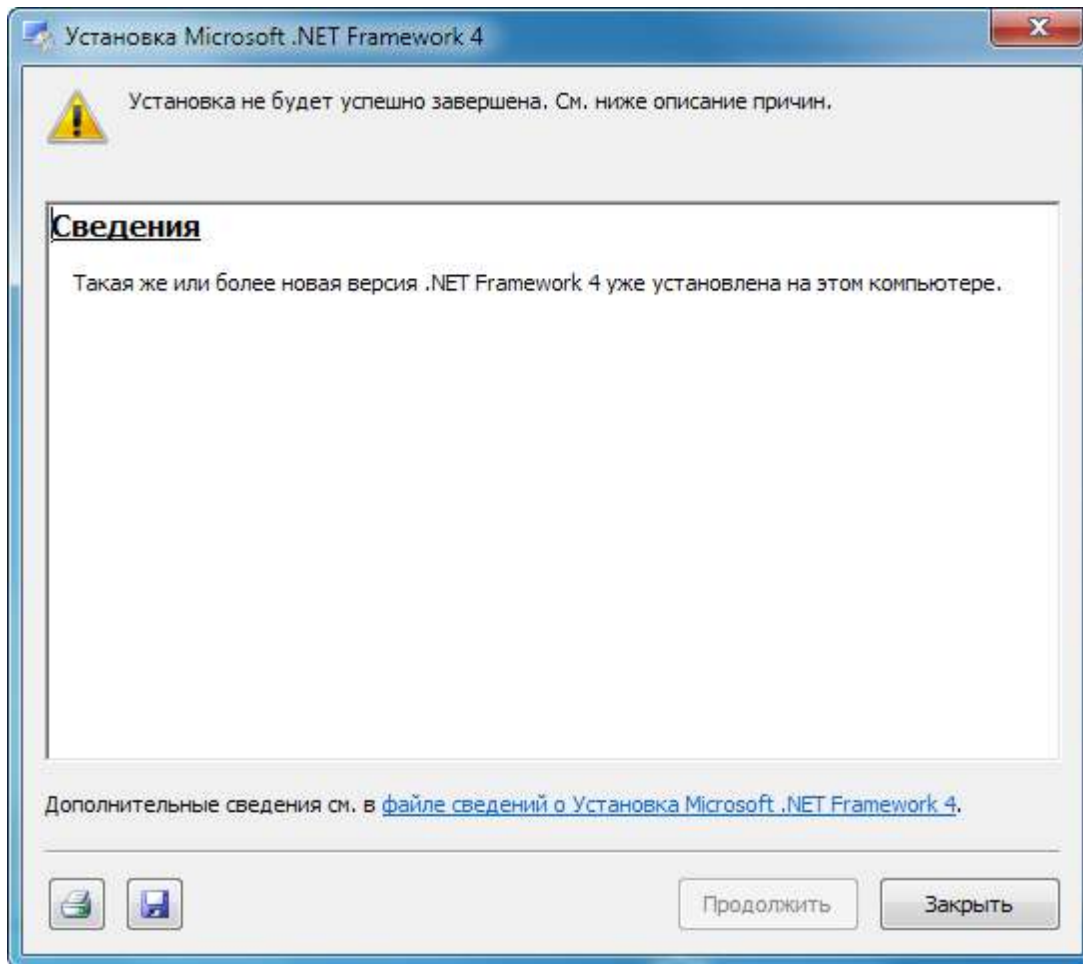 Установка Microsoft .NET Framework 4
Установка не будет успешно завершена. См. ниже описание причин.
Сведения
Такая же или более новая версия .NET Framework 4 уже установлена на этом компьютере.
Дополнительные сведения см. в файле сведений о Установка Microsoft .NET Framework 4.
Продолжить
Закрыть